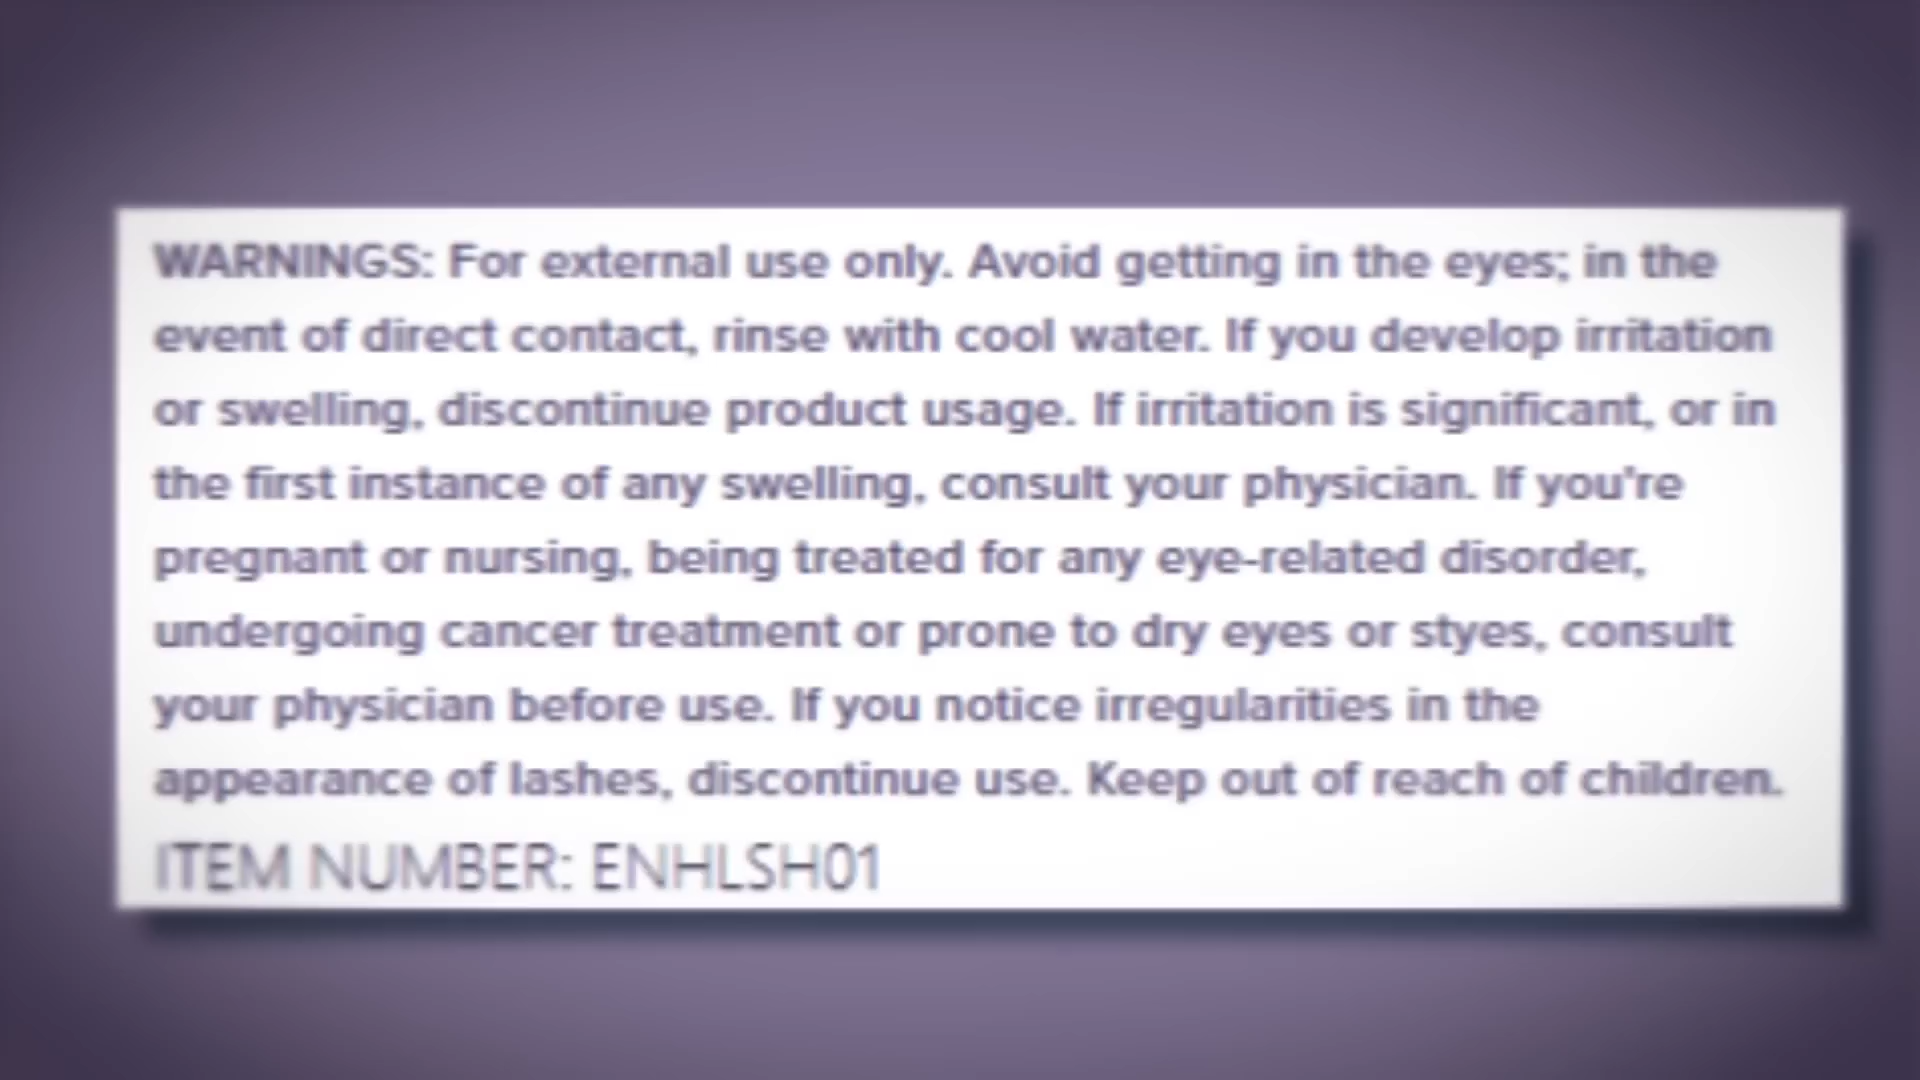 WARNINGS: For external use only. Avoid getting in the eyes; in the
event of direct contact, rinse with cool water. If you develop irritation
or swelling, discontinue product usage. If irritation is significant, or in
the first instance of any swelling, consult your physician. If you're
pregnant or nursing, being treated for any eye-related disorder,
undergoing cancer treatment or prone to dry eyes or styes, consult
your physician before use. If you notice irregularities in the
appearance of lashes, discontinue use. Keep out of reach of children.
ITEM NUMBER: ENHLSH01